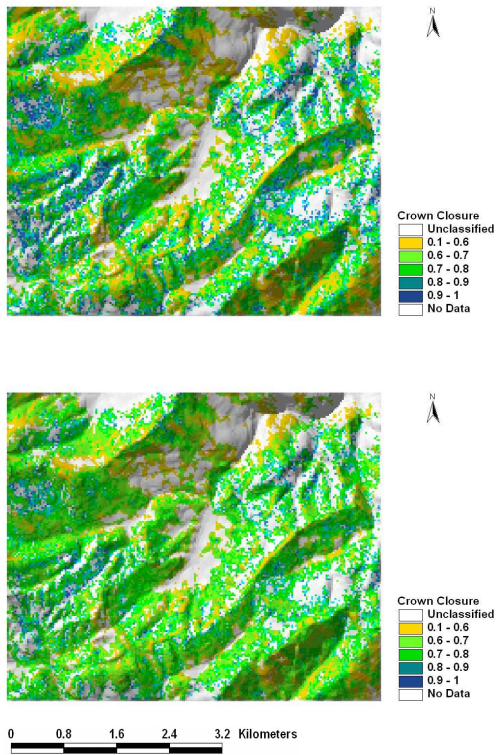 N
Crown Closure
Unclassified
0.1 - 0.6
0.6 - 0.7
0.7 - 0.8
0.8 - 0.9
0.9 - 1
No Data
N
Crown Closure
Unclassified
0.1 - 0.6
0.6 - 0.7
0.7 - 0.8
0.8 - 0.9
0.9 - 1
No Data
0 0.8 1.6 2.4 3.2 Kilometers